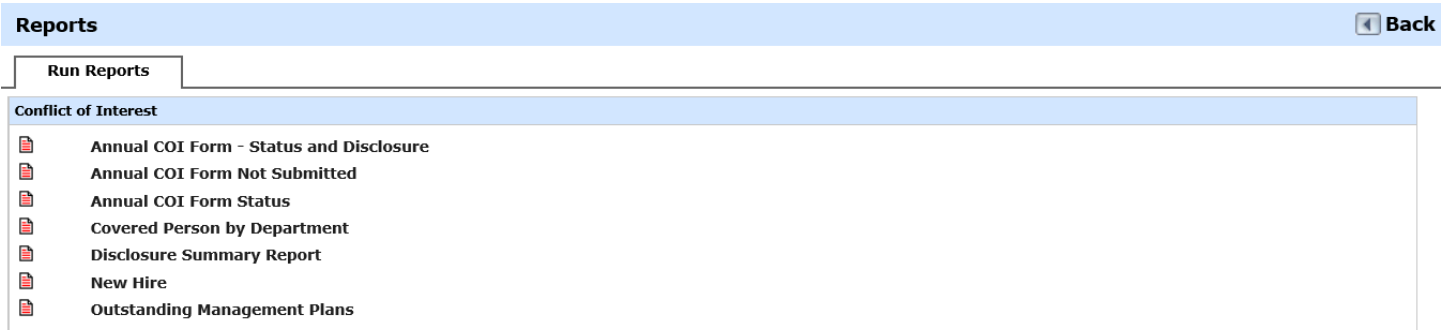 Reports
Back
Run Reports
Conflict of Interest
Annual COI Form - Status and Disclosure
Annual COI Form Not Submitted
Annual COI Form Status
Covered Person by Department
Disclosure Summary Report
New Hire
Outstanding Management Plans